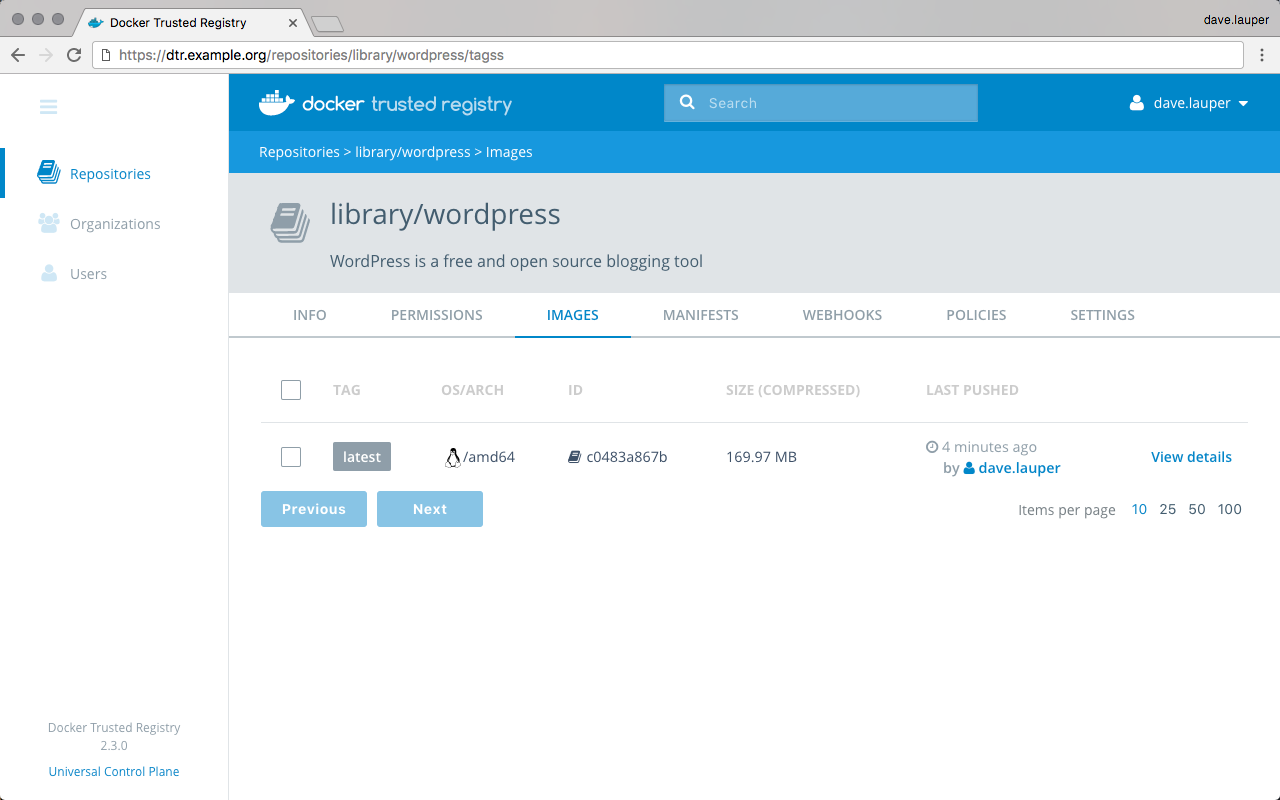 Docker Trusted Registry
dave.lauper
https://dtr.example.org/repositories/library/wordpress/tagss
docker trusted registry
Search
dave.lauper
Repositories > library/wordpress > Images
Repositories
Organizations
Users
library/wordpress
WordPress is a free and open source blogging tool
INFO PERMISSIONS IMAGES MANIFESTS WEBHOOKS POLICIES SETTINGS
TAG OS/ARCH ID SIZE (COMPRESSED) LAST PUSHED
latest /amd64 c0483a867b 169.97 MB 4 minutes ago
by dave.lauper
View details
Previous Next Items per page 10 25 50 100
Docker Trusted Registry
2.3.0
Universal Control Plane